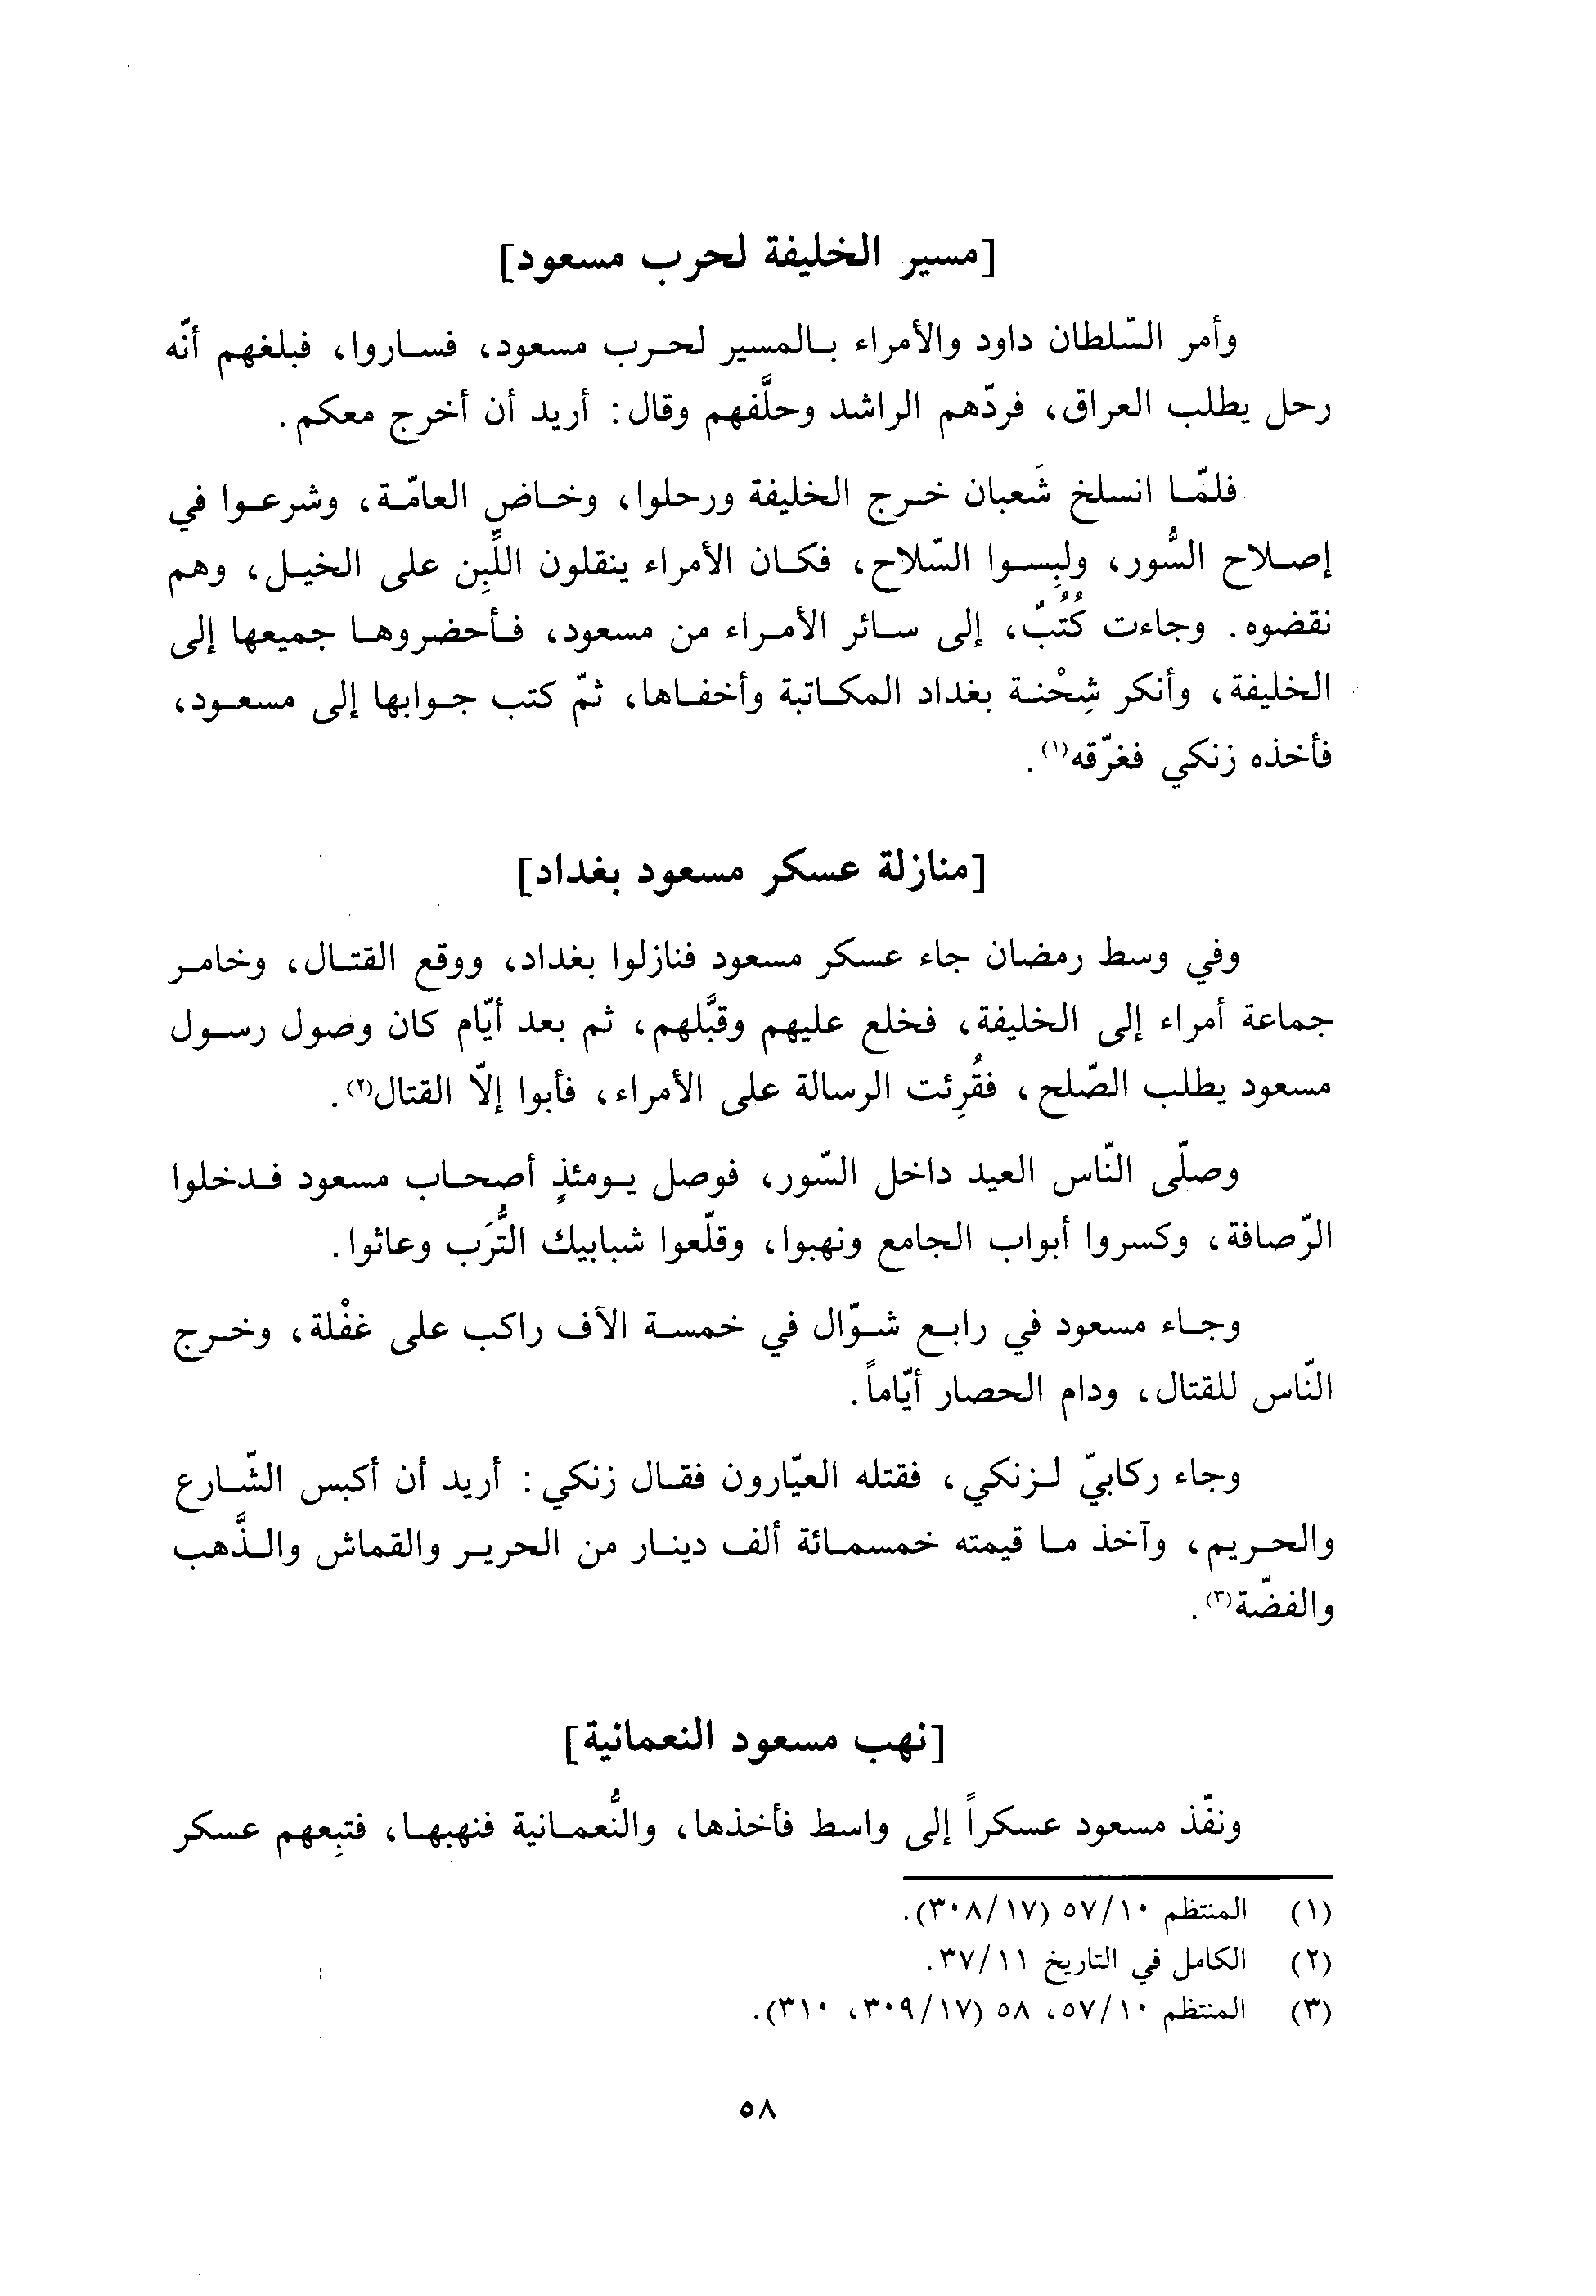 [مسير الخليفة لحرب مسعود]
وأمر السّلطان داود والأمراء بالمسير لحرب مسعود، فساروا، فبلغهم أنّه
رحل يطلب العراق، فردّهم الراشد وحلَّفهم وقال: أريد أن أخرج معكم.
فلمّا انسلخ شَعبان خرج الخليفة ورحلوا، وخاض العامّة، وشرعوا في
إصلاح السُّور، ولبِسوا السّلاح، فكان الأمراء ينقلون اللَّبِن على الخيل، وهم
نقضوه. وجاءت كُتُبٌ، إلى سائر الأمراء من مسعود، فأحضروها جميعها إلى
الخليفة، وأنكر شِحْنة بغداد المكاتبة وأخفاها، ثمّ كتب جوابها إلى مسعود،
فأخذه زنكي فغرّقه(١).
[منازلة عسكر مسعود بغداد]
وفي وسط رمضان جاء عسكر مسعود فنازلوا بغداد، ووقع القتال، وخامر
جماعة أمراء إلى الخليفة، فخلع عليهم وقبَّلهم، ثم بعد أيّام كان وصول رسول
مسعود يطلب الصّلح، فقُرِئت الرسالة على الأمراء، فأبوا إلّا القتال(٢).
وصلّى النّاس العيد داخل السّور، فوصل يومئذٍ أصحاب مسعود فدخلوا
الرّصافة، وكسروا أبواب الجامع ونهبوا، وقلّعوا شبابيك التُّرَب وعاثوا.
وجاء مسعود في رابع شوّال في خمسة الآف راكب على غفْلة، وخرج
النّاس للقتال، ودام الحصار أيّاماً.
وجاء ركابيّ لزنكي، فقتله العيّارون فقال زنكي: أريد أن أكبس الشّارع
والحريم، وآخذ ما قيمته خمسمائة ألف دينار من الحرير والقماش والذَّهب
والفضّة(٣).
[نهب مسعود النعمانية]
ونفّذ مسعود عسكراً إلى واسط فأخذها، والنُّعمانية فنهبها، فتبِعهم عسكر
(١) المنتظم ٥٧/١٠ (٣٠٨/١٧).
(٢) الكامل في التاريخ ٣٧/١١.
(٣) المنتظم ٥٧/١٠، ٥٨ (٣٠٩/١٧، ٣١٠).
٥٨